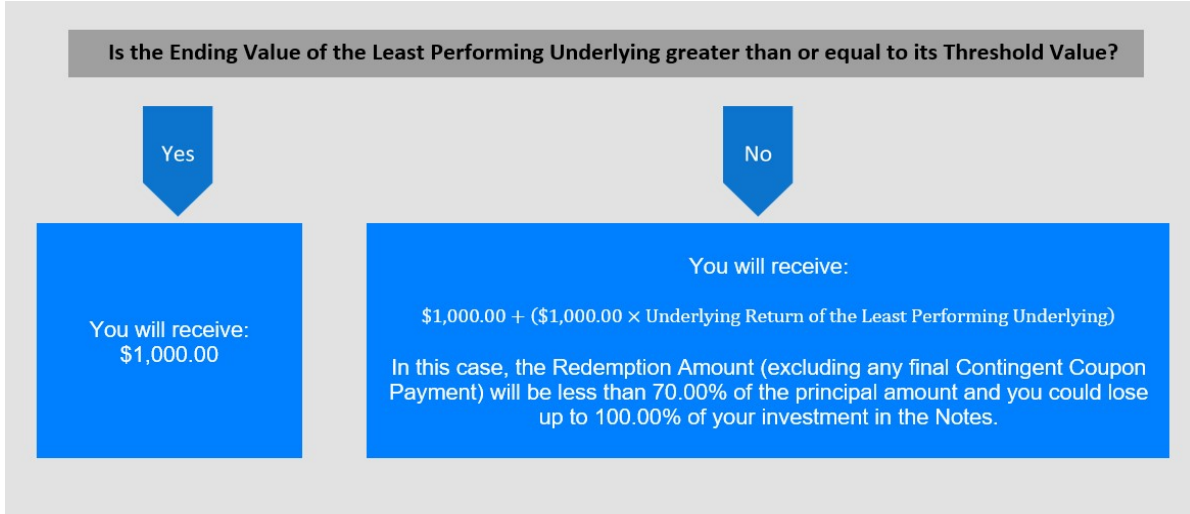 Is the Ending Value of the Least Performing Underlying greater than or equal to its Threshold Value?
Yes
No
You will receive:
$1,000.00
You will receive:
$1,000.00 + ($1,000.00 × Underlying Return of the Least Performing Underlying)
In this case, the Redemption Amount (excluding any final Contingent Coupon
Payment) will be less than 70.00% of the principal amount and you could lose
up to 100.00% of your investment in the Notes.